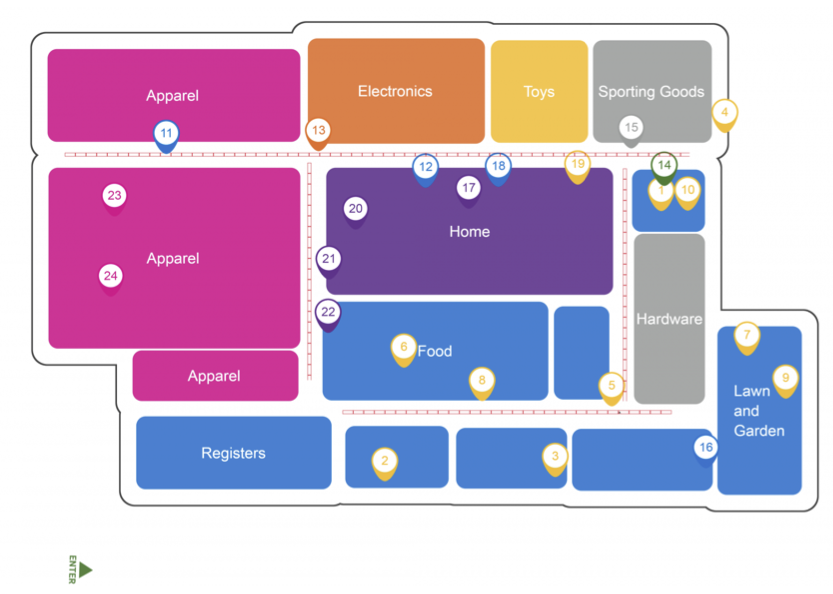 Apparel
Electronics
Toys
Sporting Goods
4
11
13
15
12
18
19
14
17
1
10
23
20
Home
21
Apparel
24
22
Hardware
6
Food
7
Apparel
8
5
9
Lawn
and
Garden
Registers
2
3
16
ENTER